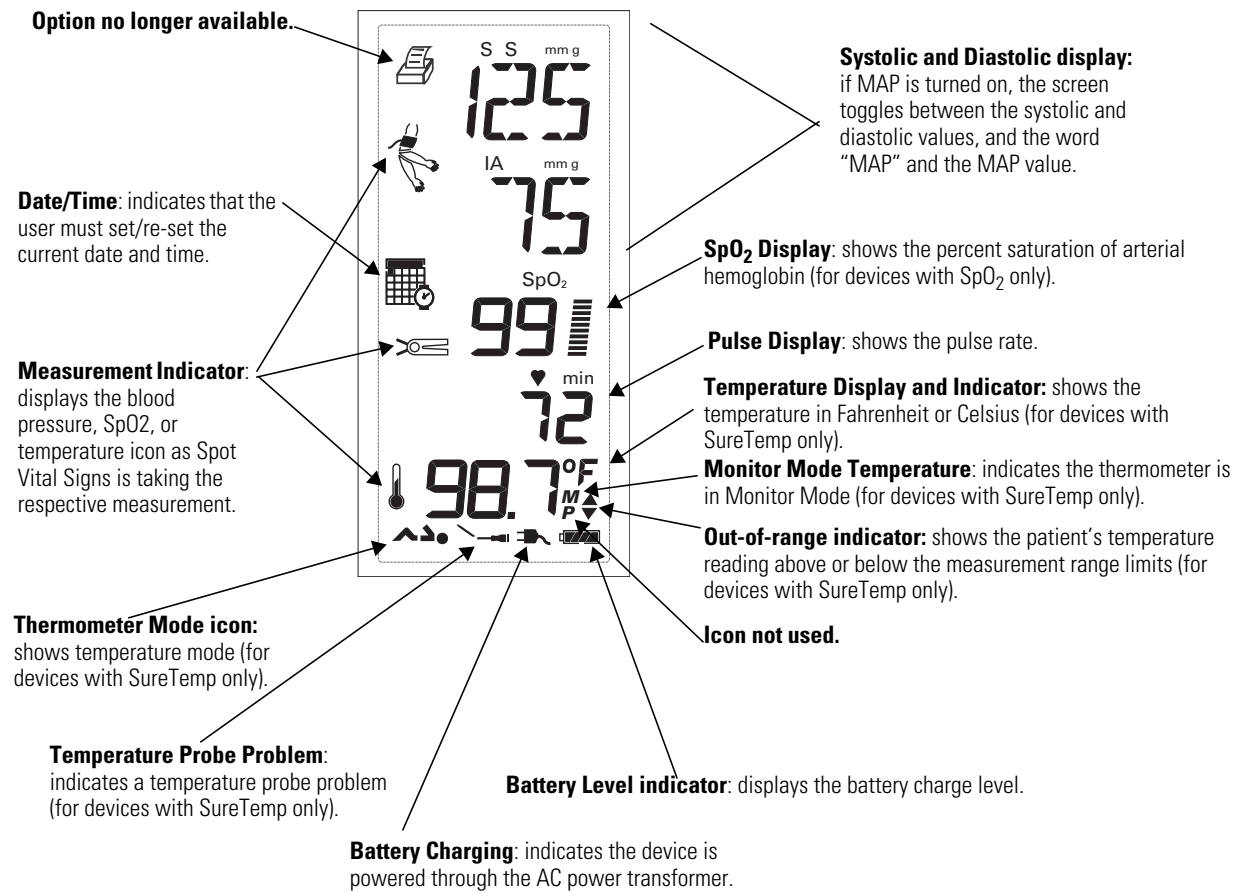 Option no longer available.
S S mm g
125
IA mm g
75
SpO₂
99
min
72
98.7°F
M
P
Systolic and Diastolic display:
if MAP is turned on, the screen
toggles between the systolic and
diastolic values, and the word
“MAP” and the MAP value.
Date/Time: indicates that the
user must set/re-set the
current date and time.
SpO₂ Display: shows the percent saturation of arterial
hemoglobin (for devices with SpO₂ only).
Pulse Display: shows the pulse rate.
Measurement Indicator:
displays the blood
pressure, SpO2, or
temperature icon as Spot
Vital Signs is taking the
respective measurement.
Temperature Display and Indicator: shows the
temperature in Fahrenheit or Celsius (for devices with
SureTemp only).
Monitor Mode Temperature: indicates the thermometer is
in Monitor Mode (for devices with SureTemp only).
Out-of-range indicator: shows the patient’s temperature
reading above or below the measurement range limits (for
devices with SureTemp only).
Icon not used.
Thermometer Mode icon:
shows temperature mode (for
devices with SureTemp only).
Temperature Probe Problem:
indicates a temperature probe problem
(for devices with SureTemp only).
Battery Level indicator: displays the battery charge level.
Battery Charging: indicates the device is
powered through the AC power transformer.